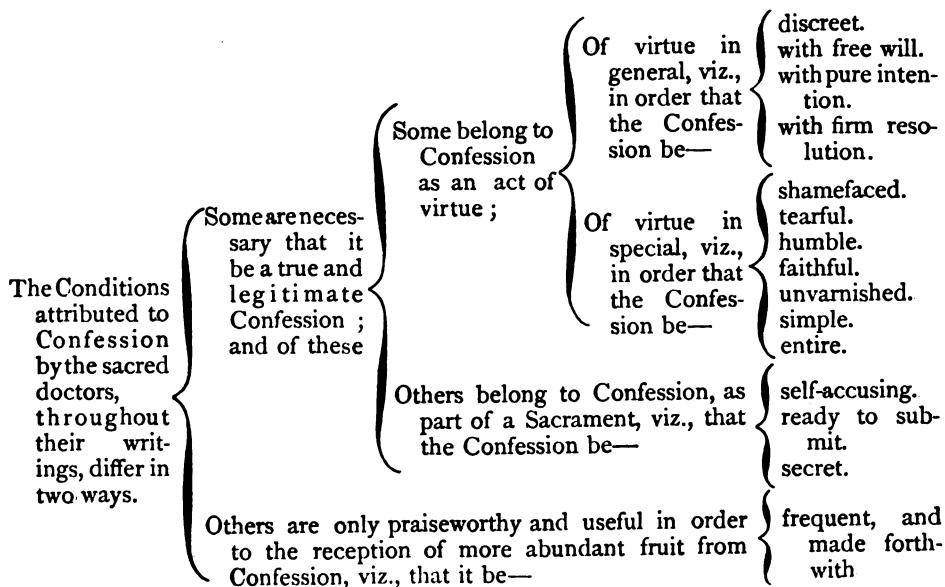 The Conditions
attributed to
Confession
by the sacred
doctors,
throughout
their writ-
ings, differ in
two ways.
Some are neces-
sary that it
be a true and
legitimate
Confession ;
and of these
Some belong to
Confession
as an act of
virtue ;
Of virtue in
general, viz.,
in order that
the Confes-
sion be—
discreet.
with free will.
with pure inten-
tion.
with firm reso-
lution.
Of virtue in
special, viz.,
in order that
the Confes-
sion be—
shamefaced.
tearful.
humble.
faithful.
unvarnished.
simple.
entire.
Others belong to Confession, as
part of a Sacrament, viz., that
the Confession be—
self-accusing.
ready to sub-
mit.
secret.
Others are only praiseworthy and useful in order
to the reception of more abundant fruit from
Confession, viz., that it be—
frequent, and
made forth-
with